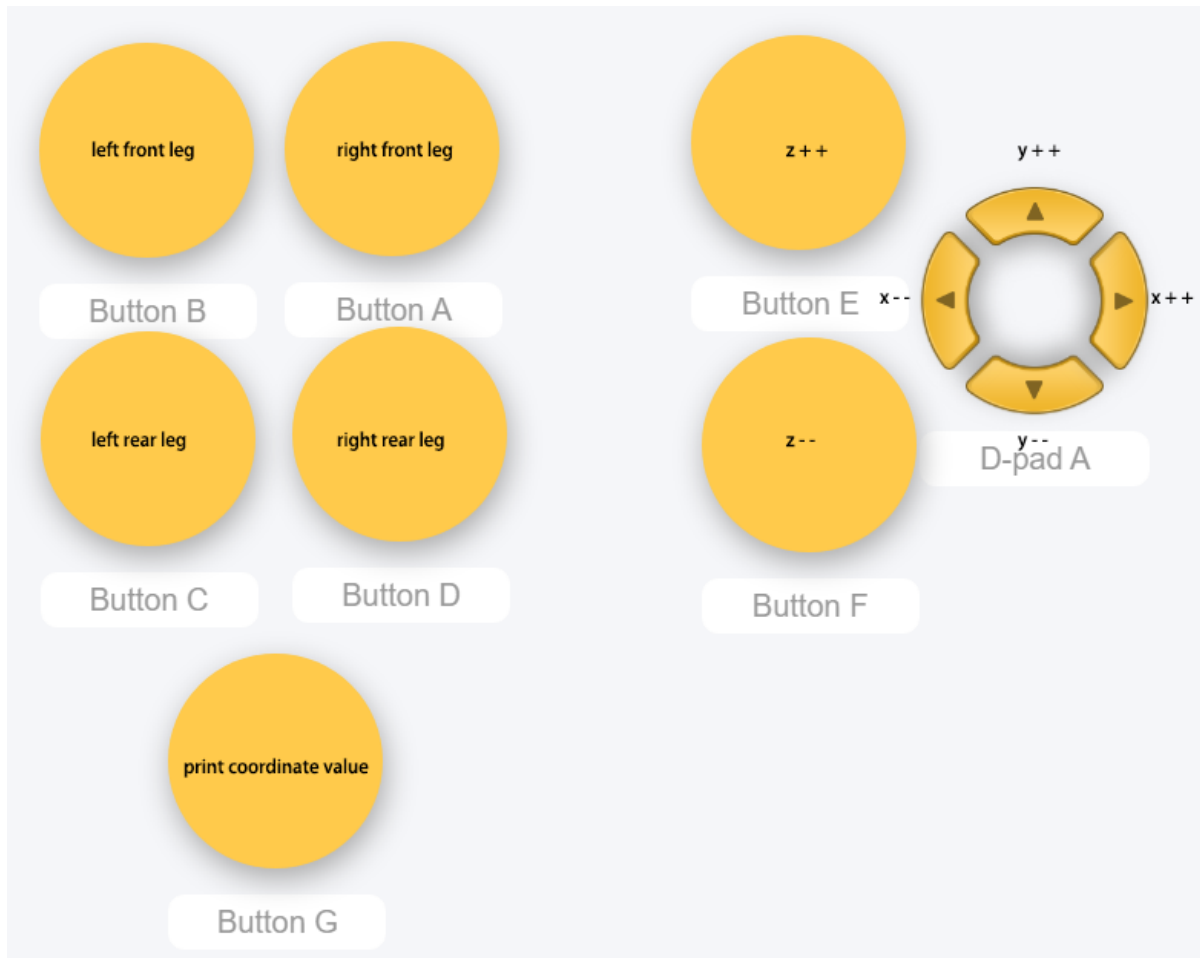 left front leg
right front leg
z + +
y + +
Button B
Button A
Button E
x - -
x + +
left rear leg
right rear leg
z - -
y - -
D-pad A
Button C
Button D
Button F
print coordinate value
Button G